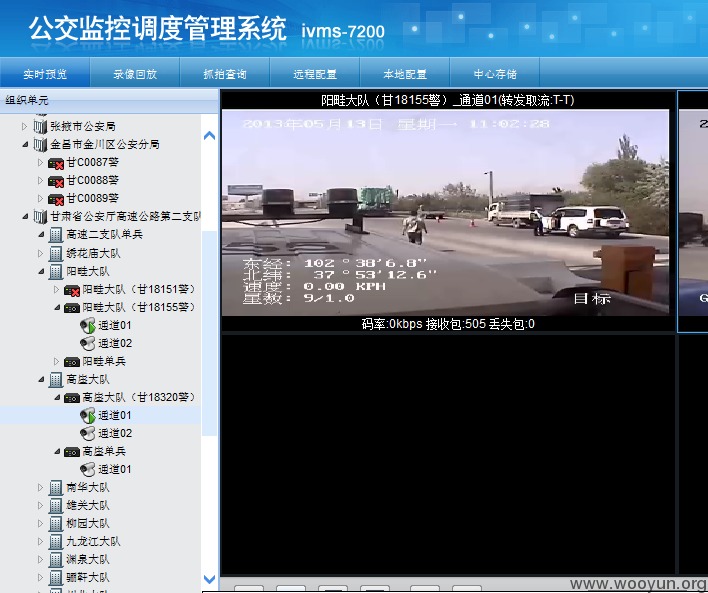 公交监控调度管理系统 ivms-7200
实时预览 录像回放 抓拍查询 远程配置 本地配置 中心存储
组织单元
张掖市公安局
金昌市金川区公安分局
甘C0087警
甘C0088警
甘C0089警
甘肃省公安厅高速公路第二支队
高速二支队单兵
绣花庙大队
阳畦大队
阳畦大队（甘18151警）
阳畦大队（甘18155警）
通道01
通道02
阳畦单兵
高崖大队
高崖大队（甘18320警）
通道01
通道02
高崖单兵
通道01
南华大队
雄关大队
柳园大队
九龙江大队
渊泉大队
骊靬大队
阳畦大队（甘18155警）_通道01(转发取流:T-T)
2013年05月13日 星期一 11:02:28
东经: 102°38'6.8"
北纬: 37°53'12.6"
速度: 0.00 KPH
星数: 9/1.0
目标
码率:0kbps 接收包:505 丢失包:0
www.wooyun.org